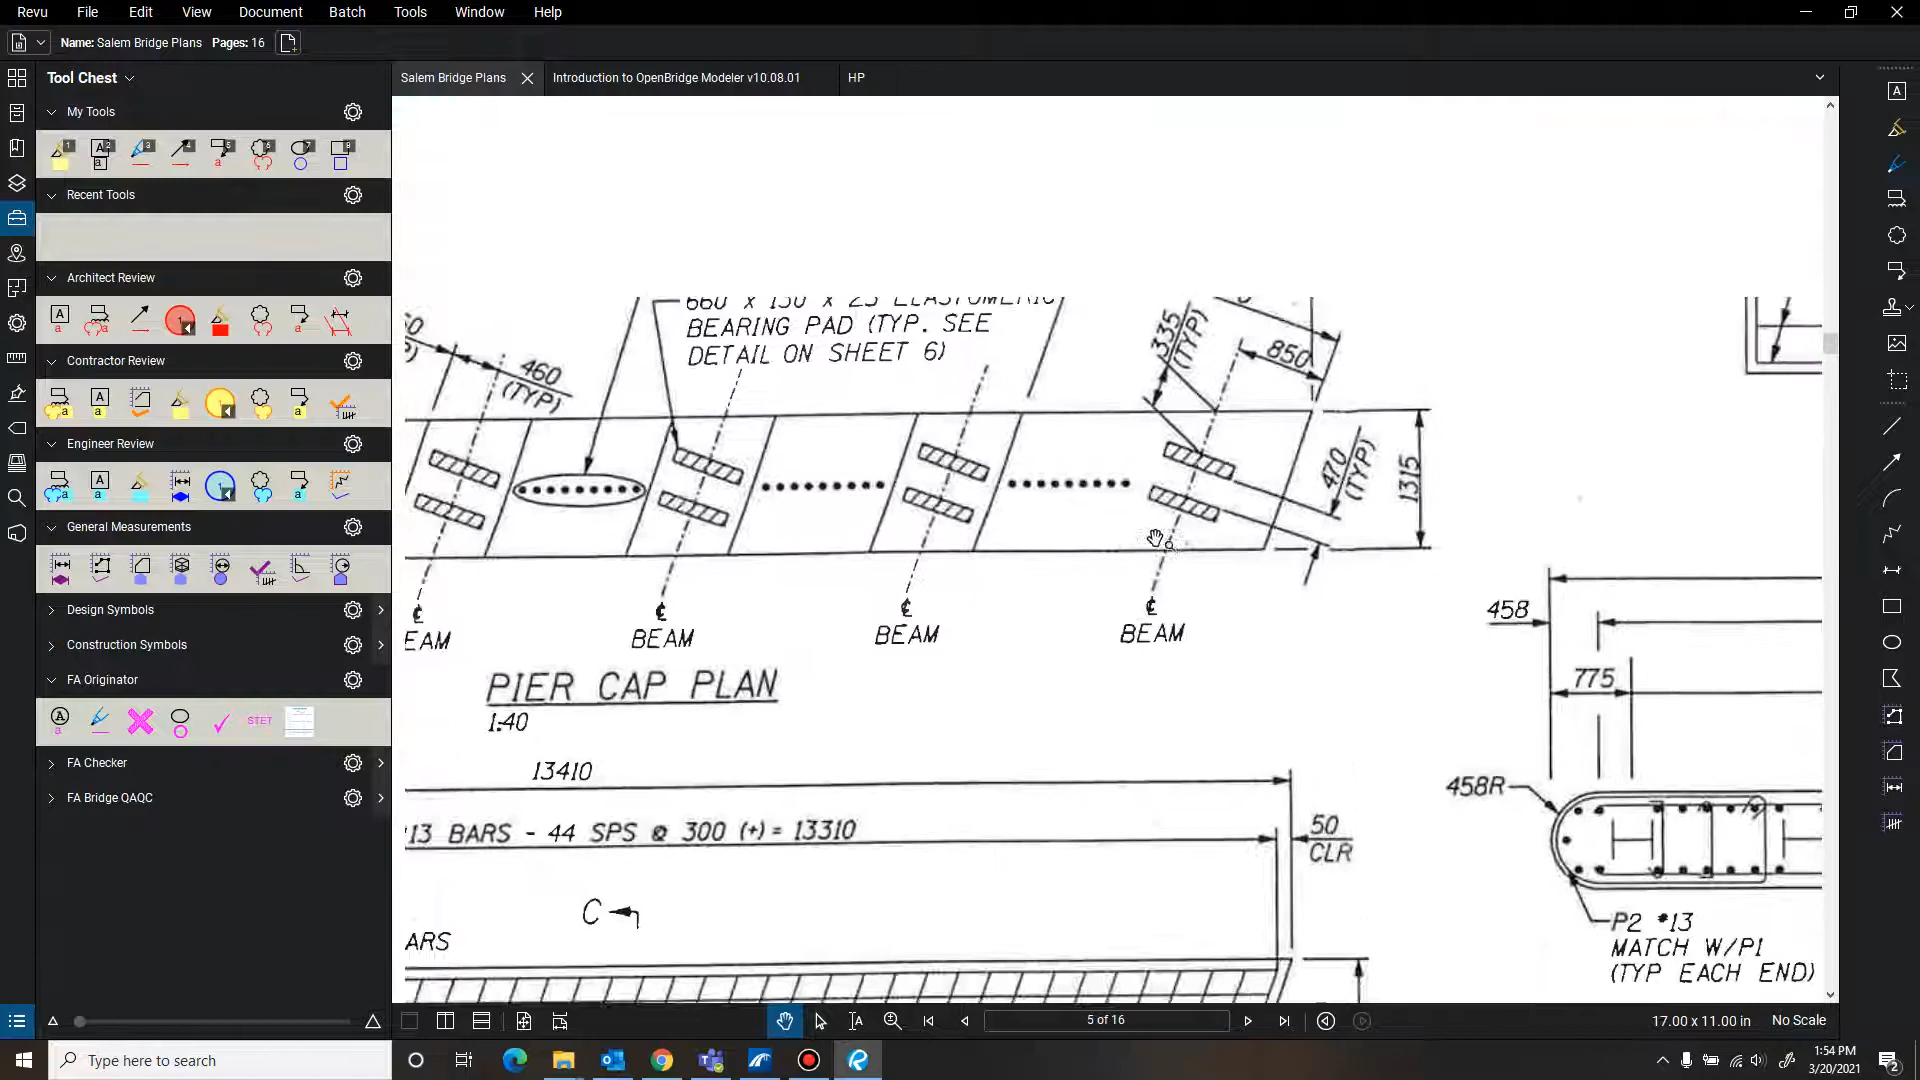 Revu File Edit View Document Batch Tools Window Help
Name: Salem Bridge Plans Pages: 16
Tool Chest
My Tools
Recent Tools
Architect Review
Contractor Review
Engineer Review
General Measurements
Design Symbols
Construction Symbols
FA Originator
STET
FA Checker
FA Bridge QAQC
Salem Bridge Plans
Introduction to OpenBridge Modeler v10.08.01
HP
660 x 150 x 25 ELASTOMERIC
BEARING PAD (TYP. SEE
DETAIL ON SHEET 6)
460
(TYP)
335
(TYP)
850
470
(TYP)
1315
EAM
℄
BEAM
℄
BEAM
℄
BEAM
PIER CAP PLAN
1:40
13410
13 BARS - 44 SPS @ 300 (+) = 13310
50
CLR
C
ARS
458
775
458R
P2 #13
MATCH W/P1
(TYP EACH END)
5 of 16
17.00 x 11.00 in
No Scale
Type here to search
1:54 PM
3/20/2021